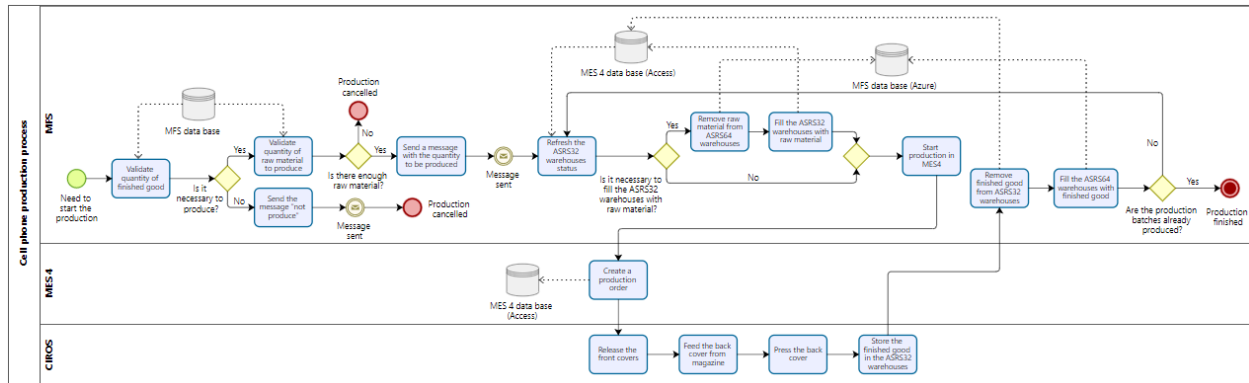 Cell phone production process
MFS
MES 4
CIROS
Need to
start the
production
Validate
quantity of
finished good
MFS data base
Is it
necessary to
produce?
Yes
No
Validate
quantity of
raw material
to produce
Send the
message "not
produce"
Message
sent
Production
cancelled
Production
cancelled
No
Yes
Is there enough
raw material?
Send a message
with the quantity
to be produced
Message
sent
Refresh the
ASRS32
warehouses
status
MES 4 data base (Access)
Is it necessary to
fill the ASRS32
warehouses with
raw material?
Yes
No
Remove raw
material from
ASRS64
warehouses
Fill the ASRS32
warehouses with
raw material
MFS data base (Azure)
Start
production in
MES4
Remove
finished good
from ASRS32
warehouses
Fill the ASRS64
warehouses with
finished good
No
Yes
Are the production
batches already
produced?
Production
finished
Create a
production
order
MES 4 data base
(Access)
Release the
front covers
Feed the back
cover from
magazine
Press the back
cover
Store the
finished good
in the ASRS32
warehouses